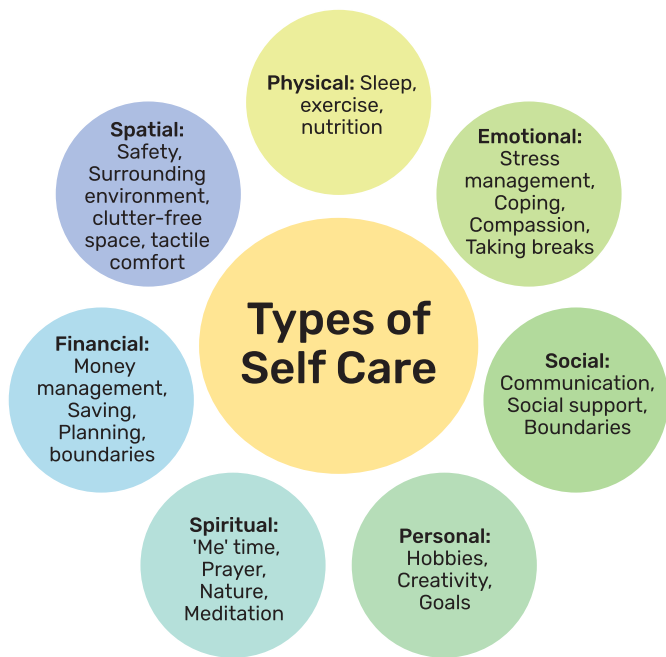 Types of
Self Care
Physical: Sleep,
exercise,
nutrition
Emotional:
Stress
management,
Coping,
Compassion,
Taking breaks
Social:
Communication,
Social support,
Boundaries
Personal:
Hobbies,
Creativity,
Goals
Spiritual:
'Me' time,
Prayer,
Nature,
Meditation
Financial:
Money
management,
Saving,
Planning,
boundaries
Spatial:
Safety,
Surrounding
environment,
clutter-free
space, tactile
comfort